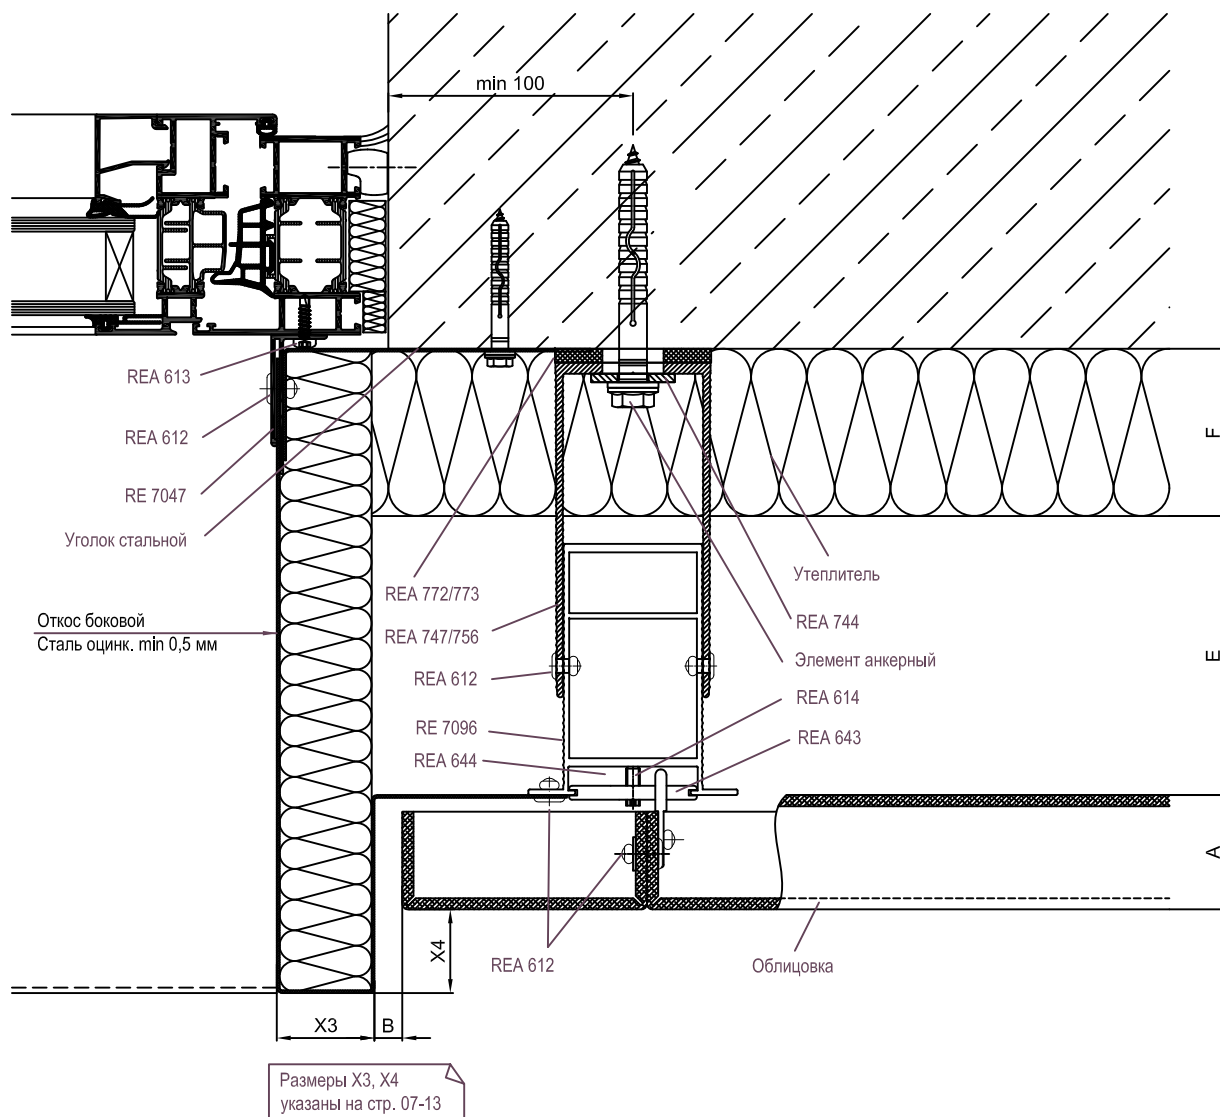 min 100
REA 613
REA 612
RE 7047
Уголок стальной
Откос боковой
Сталь оцинк. min 0,5 мм
REA 772/773
REA 747/756
REA 612
RE 7096
REA 644
Утеплитель
REA 744
Элемент анкерный
REA 614
REA 643
F
E
A
X4
REA 612
Облицовка
X3
B
Размеры X3, X4
указаны на стр. 07-13